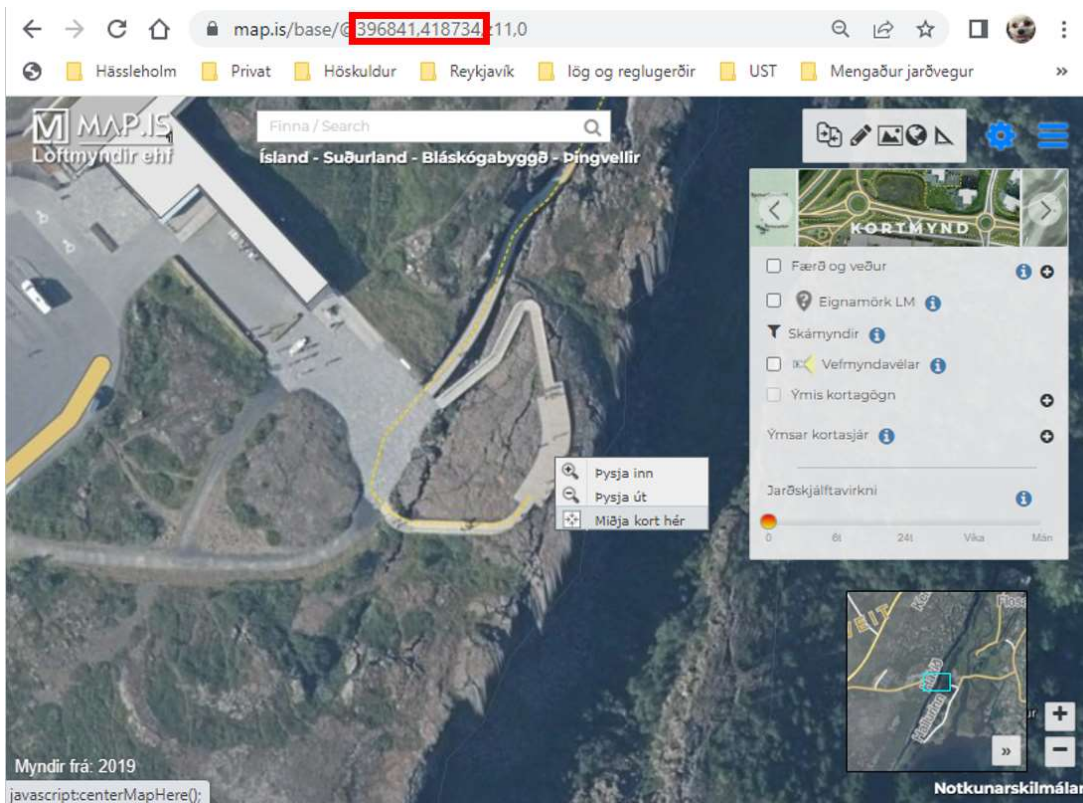 map.is/base/@396841,418734,z11,0
Hässleholm Privat Höskuldur Reykjavík lög og reglugerðir UST Mengaður jarðvegur »
MAP.IS
Loftmyndir ehf
Finna / Search
Ísland - Suðurland - Bláskógabyggð - Þingvellir
KORTMYND
Færð og veður
Eignamörk LM
Skámyndir
Vefmyndavélar
Ýmis kortagögn
Ýmsar kortasjár
Jarðskjálftavirkni
0 6t 24t Vika Mán
Þysja inn
Þysja út
Miðja kort hér
VEIT
»
Myndir frá: 2019
javascript:centerMapHere();
Notkunarskilmálar